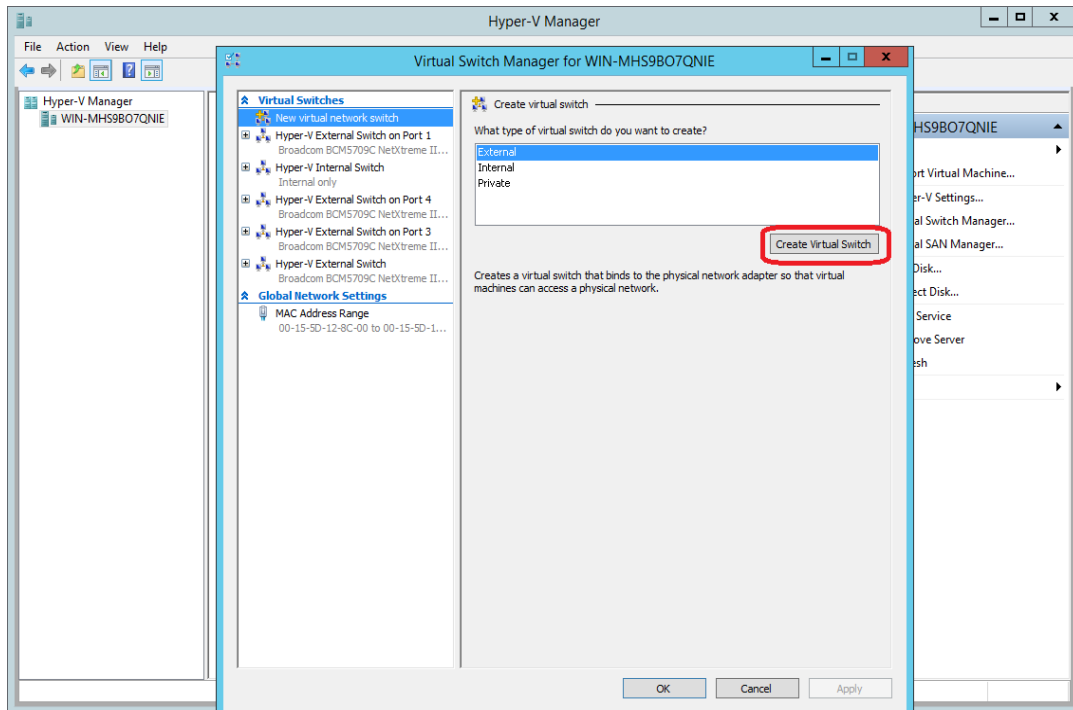 Hyper-V Manager
File Action View Help
Hyper-V Manager
WIN-MHS9BO7QNIE
Virtual Switch Manager for WIN-MHS9BO7QNIE
Virtual Switches
New virtual network switch
Hyper-V External Switch on Port 1
Broadcom BCM5709C NetXtreme II...
Hyper-V Internal Switch
Internal only
Hyper-V External Switch on Port 4
Broadcom BCM5709C NetXtreme II...
Hyper-V External Switch on Port 3
Broadcom BCM5709C NetXtreme II...
Hyper-V External Switch
Broadcom BCM5709C NetXtreme II...
Global Network Settings
MAC Address Range
00-15-5D-12-8C-00 to 00-15-5D-1...
Create virtual switch
What type of virtual switch do you want to create?
External
Internal
Private
Create Virtual Switch
Creates a virtual switch that binds to the physical network adapter so that virtual
machines can access a physical network.
OK Cancel Apply
HS9BO7QNIE
ort Virtual Machine...
er-V Settings...
al Switch Manager...
al SAN Manager...
Disk...
ect Disk...
Service
ove Server
esh